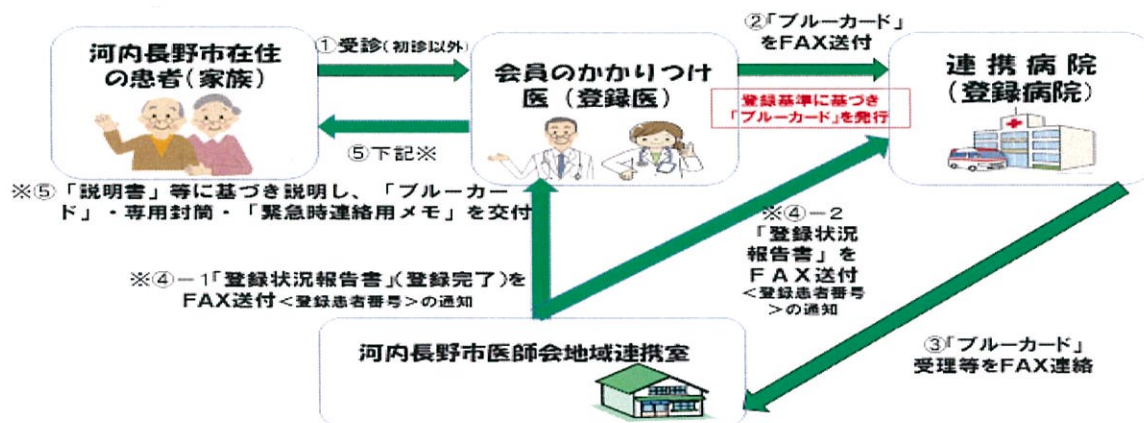 河内長野市在住
の患者(家族)
①受診(初診以外)
会員のかかりつけ
医(登録医)
②「ブルーカード」
をFAX送付
登録基準に基づき
「ブルーカード」を発行
連携病院
(登録病院)
⑤下記※
※⑤「説明書」等に基づき説明し、「ブルーカー
ド」・専用封筒・「緊急時連絡用メモ」を交付
※④-1「登録状況報告書」(登録完了)を
FAX送付<登録患者番号>の通知
※④-2
「登録状況
報告書」を
FAX送付
<登録患者番号
>の通知
③「ブルーカード」
受理等をFAX連絡
河内長野市医師会地域連携室